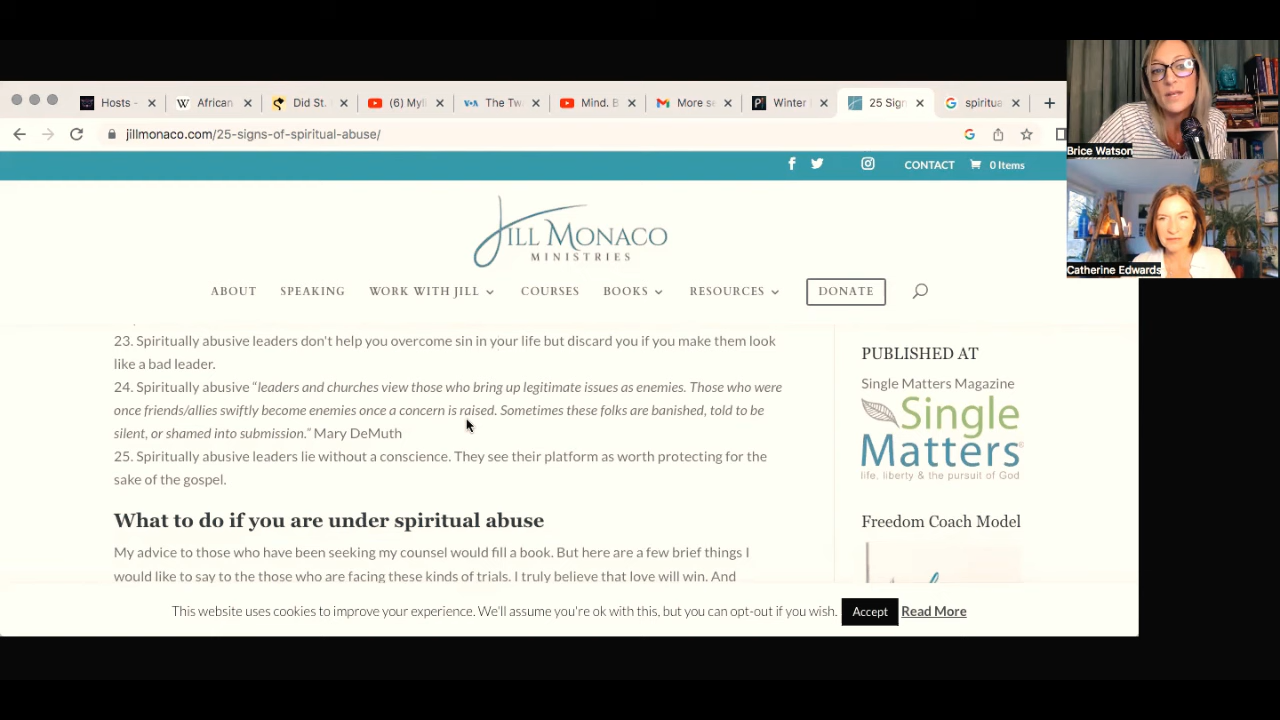 Hosts -
African
Did St.
(6) Myl
The Tw
Mind. B
More s
Winter
25 Sign
spiritua
jillmonaco.com/25-signs-of-spiritual-abuse/
CONTACT
0 Items
Brice Watson
JILL MONACO
MINISTRIES
Catherine Edwards
ABOUT
SPEAKING
WORK WITH JILL
COURSES
BOOKS
RESOURCES
DONATE
23. Spiritually abusive leaders don't help you overcome sin in your life but discard you if you make them look
like a bad leader.
24. Spiritually abusive “leaders and churches view those who bring up legitimate issues as enemies. Those who were
once friends/allies swiftly become enemies once a concern is raised. Sometimes these folks are banished, told to be
silent, or shamed into submission.” Mary DeMuth
25. Spiritually abusive leaders lie without a conscience. They see their platform as worth protecting for the
sake of the gospel.
What to do if you are under spiritual abuse
My advice to those who have been seeking my counsel would fill a book. But here are a few brief things I
would like to say to the those who are facing these kinds of trials. I truly believe that love will win. And
PUBLISHED AT
Single Matters Magazine
Single
Matters
life, liberty & the pursuit of God
Freedom Coach Model
This website uses cookies to improve your experience. We'll assume you're ok with this, but you can opt-out if you wish.
Accept
Read More